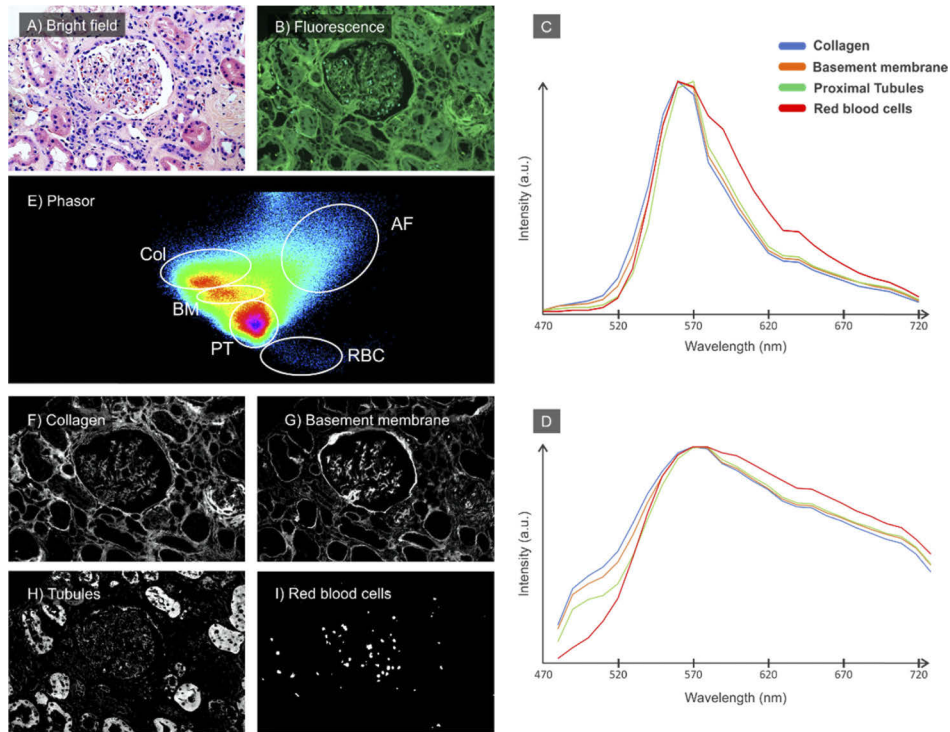 A) Bright field
B) Fluorescence
C
Collagen
Basement membrane
Proximal Tubules
Red blood cells
Intensity (a.u.)
470 520 570 620 670 720
Wavelength (nm)
E) Phasor
AF
Col
BM
PT
RBC
F) Collagen
G) Basement membrane
D
H) Tubules
I) Red blood cells
Intensity (a.u.)
470 520 570 620 670 720
Wavelength (nm)